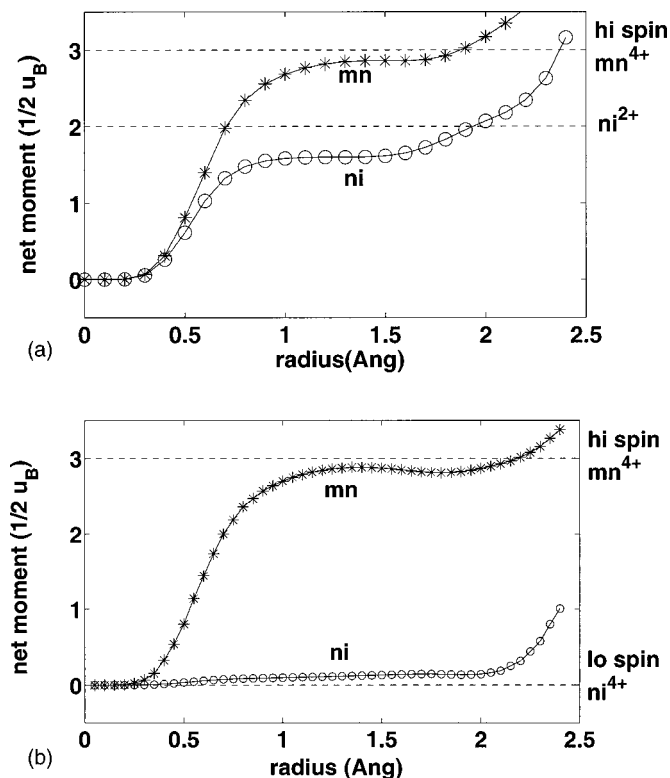 3
2
1
0
net moment (1/2 u_B)
mn
ni
hi spin
mn⁴⁺
ni²⁺
0 0.5 1 1.5 2 2.5
radius(Ang)
(a)
3
2
1
0
net moment (1/2 u_B)
mn
ni
hi spin
mn⁴⁺
lo spin
ni⁴⁺
0 0.5 1 1.5 2 2.5
radius (Ang)
(b)